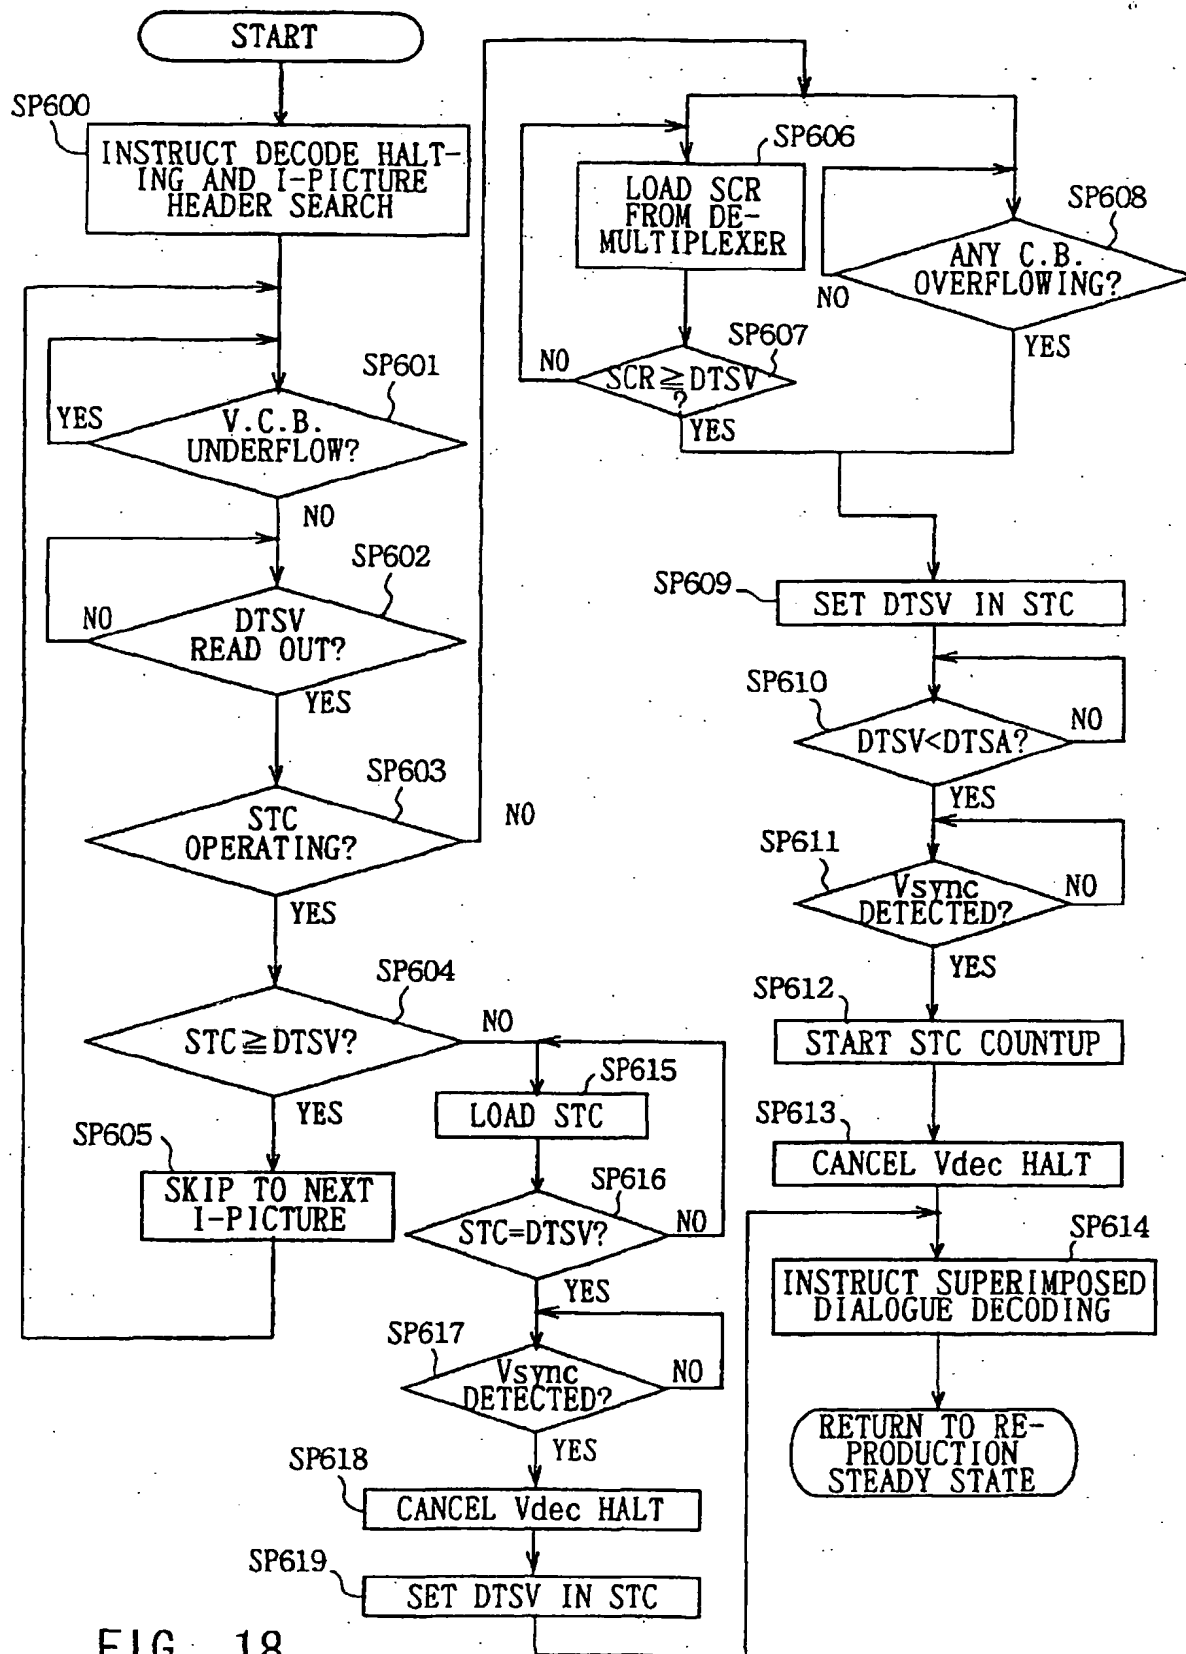 START
SP600
INSTRUCT DECODE HALT-
ING AND I-PICTURE
HEADER SEARCH
SP601
V.C.B.
UNDERFLOW?
YES
NO
SP602
DTSV
READ OUT?
NO
YES
SP603
STC
OPERATING?
NO
YES
SP604
STC≧DTSV?
NO
YES
SP605
SKIP TO NEXT
I-PICTURE
SP606
LOAD SCR
FROM DE-
MULTIPLEXER
SP607
SCR≧DTSV
?
NO
YES
SP608
ANY C.B.
OVERFLOWING?
NO
YES
SP609
SET DTSV IN STC
SP610
DTSV<DTSA?
NO
YES
SP611
Vsync
DETECTED?
NO
YES
SP612
START STC COUNTUP
SP613
CANCEL Vdec HALT
SP614
INSTRUCT SUPERIMPOSED
DIALOGUE DECODING
RETURN TO RE-
PRODUCTION
STEADY STATE
SP615
LOAD STC
SP616
STC=DTSV?
NO
YES
SP617
Vsync
DETECTED?
NO
YES
SP618
CANCEL Vdec HALT
SP619
SET DTSV IN STC
FIG. 18